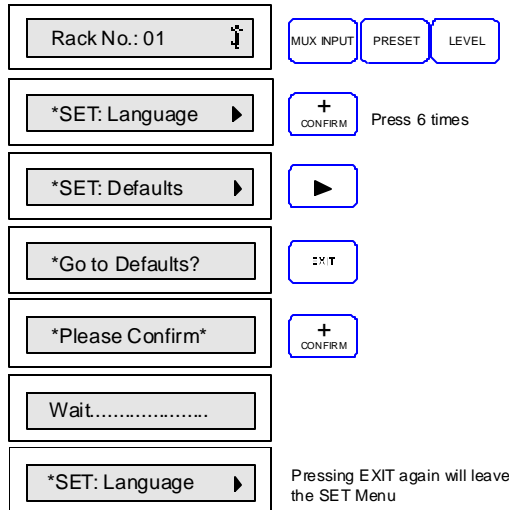 Rack No.: 01
MUX INPUT PRESET LEVEL
*SET: Language
+
CONFIRM
Press 6 times
*SET: Defaults
*Go to Defaults?
EXIT
*Please Confirm*
+
CONFIRM
Wait.....................
*SET: Language
Pressing EXIT again will leave
the SET Menu